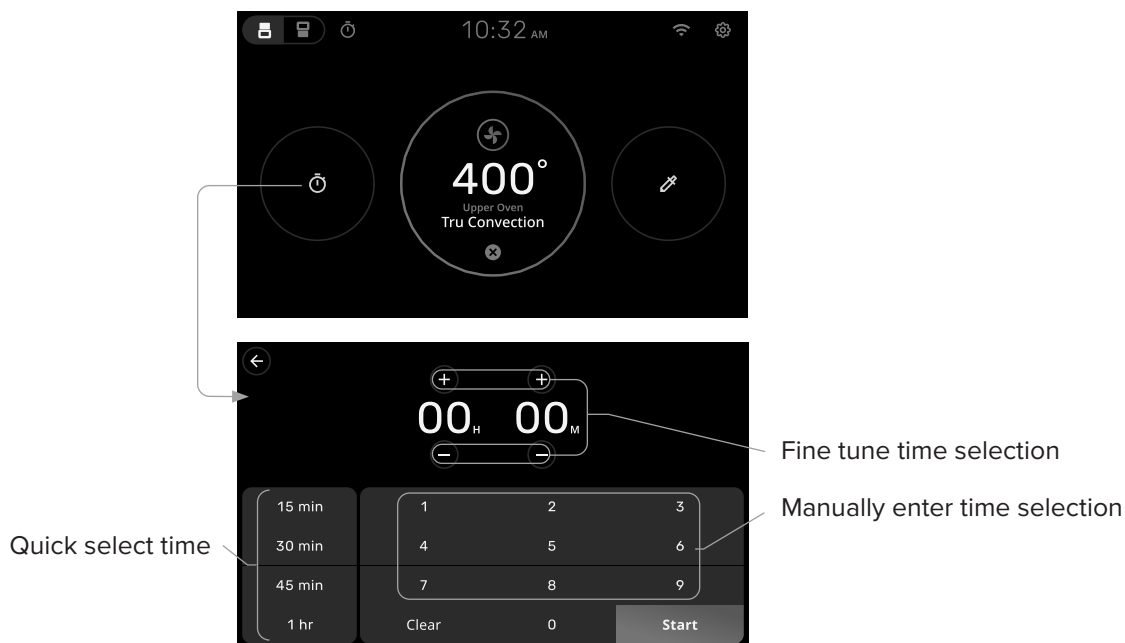 10:32 AM
400°
Upper Oven
Tru Convection
00 H 00 M
Fine tune time selection
Manually enter time selection
Quick select time
15 min 1 2 3
30 min 4 5 6
45 min 7 8 9
1 hr Clear 0 Start